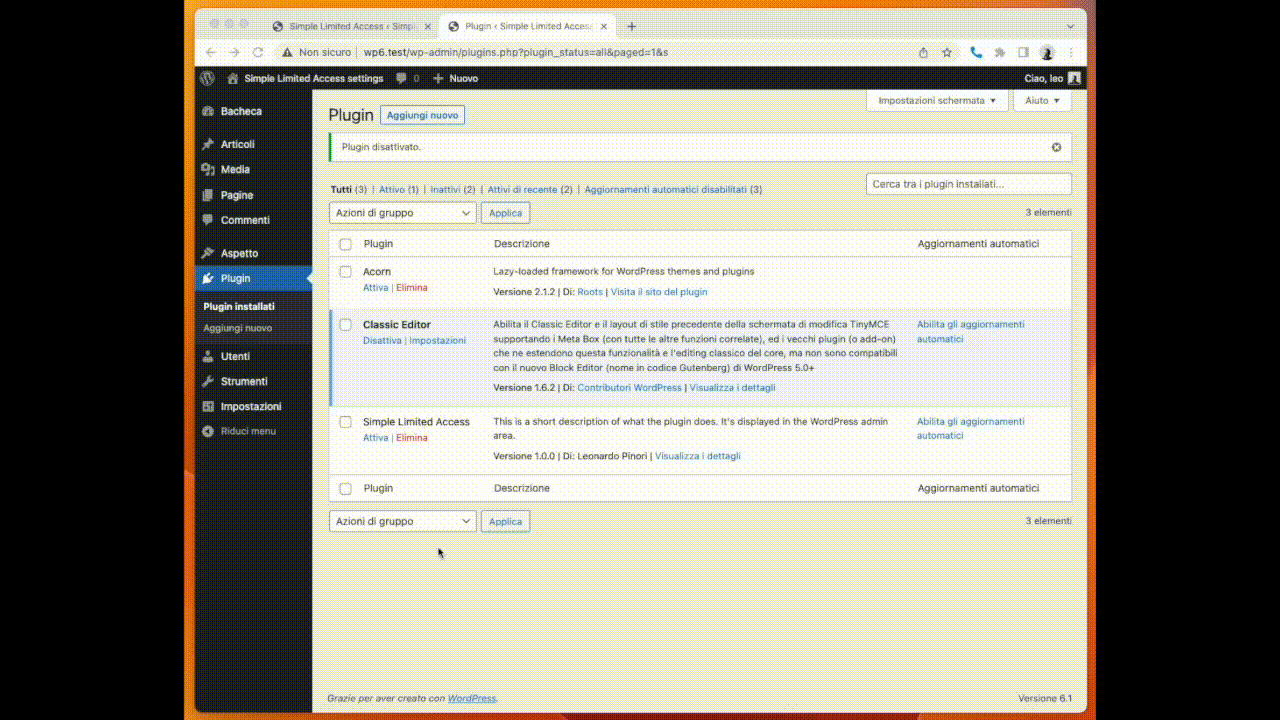 Simple Limited Access ‹ Simpl
Plugin ‹ Simple Limited Access
Non sicuro | wp6.test/wp-admin/plugins.php?plugin_status=all&paged=1&s
Simple Limited Access settings 0 + Nuovo Ciao, leo
Impostazioni schermata ▼ Aiuto ▼
Bacheca
Articoli
Media
Pagine
Commenti
Aspetto
Plugin
Plugin installati
Aggiungi nuovo
Utenti
Strumenti
Impostazioni
Riduci menu
Plugin Aggiungi nuovo
Plugin disattivato.
Tutti (3) | Attivo (1) | Inattivi (2) | Attivi di recente (2) | Aggiornamenti automatici disabilitati (3)
Cerca tra i plugin installati...
Azioni di gruppo Applica 3 elementi
Plugin Descrizione Aggiornamenti automatici
Acorn
Attiva | Elimina
Lazy-loaded framework for WordPress themes and plugins
Versione 2.1.2 | Di: Roots | Visita il sito del plugin
Classic Editor
Disattiva | Impostazioni
Abilita il Classic Editor e il layout di stile precedente della schermata di modifica TinyMCE
supportando i Meta Box (con tutte le altre funzioni correlate), ed i vecchi plugin (o add-on)
che ne estendono questa funzionalità e l'editing classico del core, ma non sono compatibili
con il nuovo Block Editor (nome in codice Gutenberg) di WordPress 5.0+
Versione 1.6.2 | Di: Contributori WordPress | Visualizza i dettagli
Abilita gli aggiornamenti
automatici
Simple Limited Access
Attiva | Elimina
This is a short description of what the plugin does. It's displayed in the WordPress admin
area.
Versione 1.0.0 | Di: Leonardo Pinori | Visualizza i dettagli
Abilita gli aggiornamenti
automatici
Plugin Descrizione Aggiornamenti automatici
Azioni di gruppo Applica 3 elementi
Grazie per aver creato con WordPress. Versione 6.1